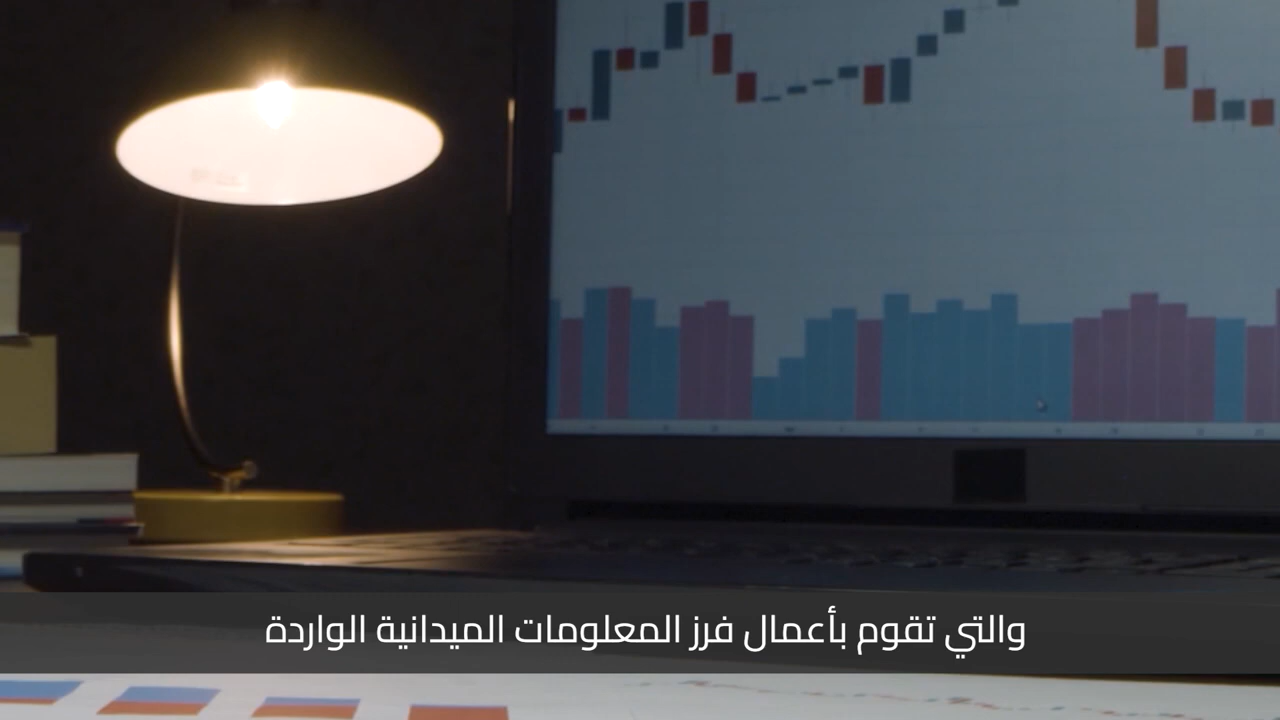 والتي تقوم بأعمال فرز المعلومات الميدانية الواردة